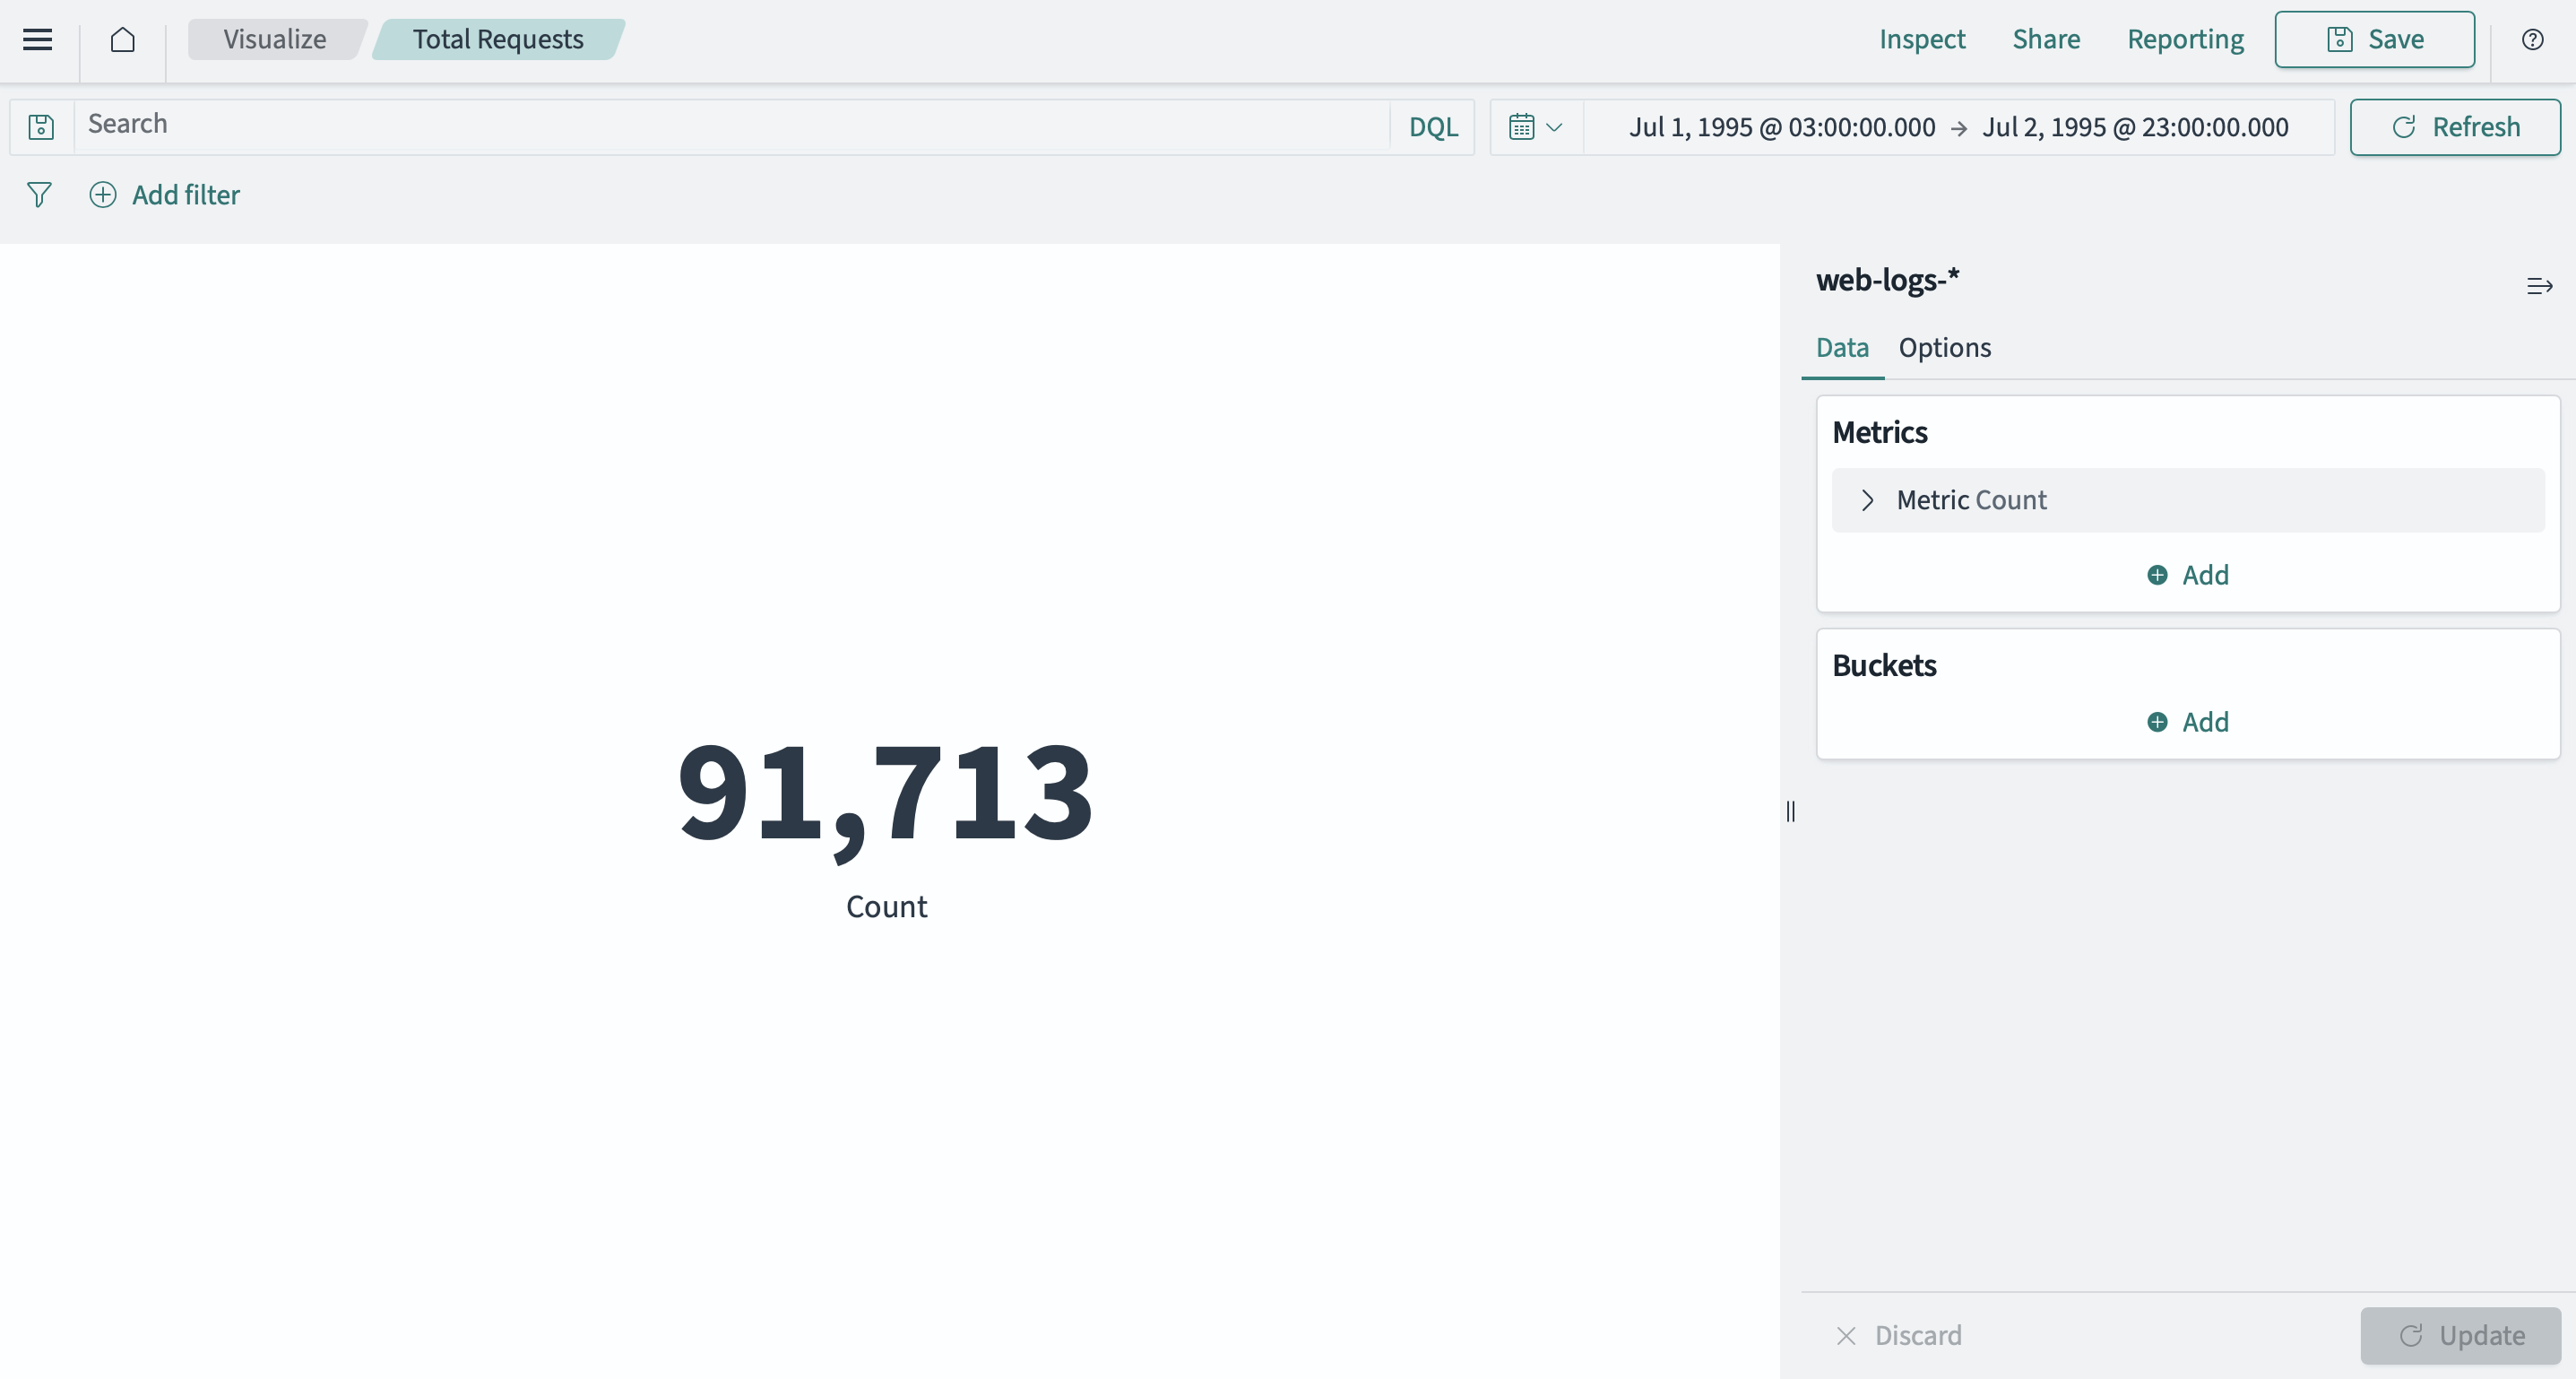 Visualize
Total Requests
Inspect
Share
Reporting
Save
Search
DQL
Jul 1, 1995 @ 03:00:00.000 → Jul 2, 1995 @ 23:00:00.000
Refresh
Add filter
web-logs-*
Data
Options
Metrics
Metric Count
Add
Buckets
Add
91,713
Count
Discard
Update